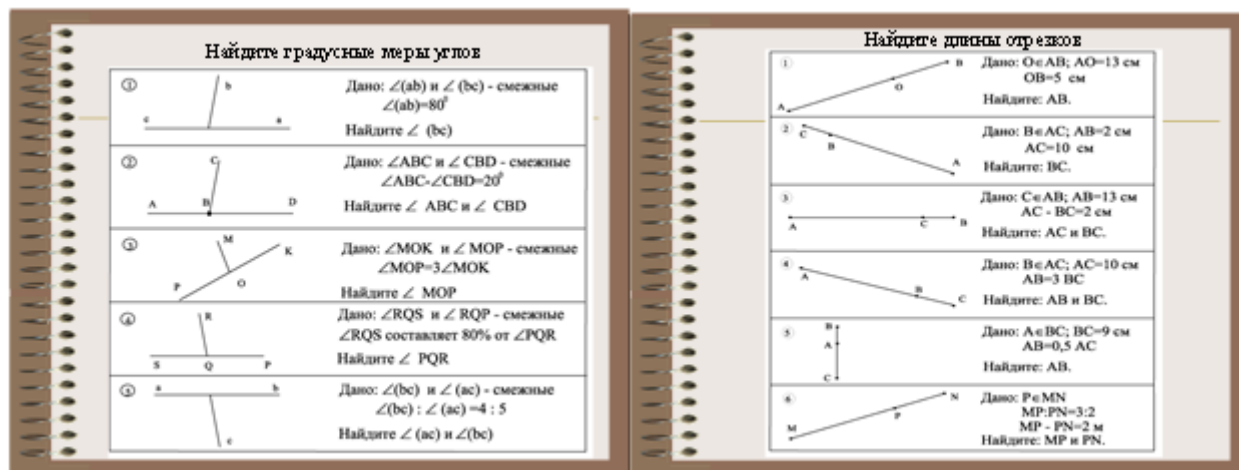 Найдите градусные меры углов
1
b
c
a
Дано: ∠(ab) и ∠ (bc) - смежные
∠(ab)=80⁰
Найдите ∠ (bc)
2
C
A
B
D
Дано: ∠ABC и ∠ CBD - смежные
∠ABC-∠CBD=20⁰
Найдите ∠ ABC и ∠ CBD
3
M
K
P
O
Дано: ∠MOK и ∠ MOP - смежные
∠MOP=3∠MOK
Найдите ∠ MOP
4
R
S
Q
P
Дано: ∠RQS и ∠ RQP - смежные
∠RQS составляет 80% от ∠PQR
Найдите ∠ PQR
5
a
b
c
Дано: ∠(bc) и ∠ (ac) - смежные
∠(bc) : ∠ (ac) =4 : 5
Найдите ∠ (ac) и ∠(bc)
Найдите длины отрезков
1
B
O
A
Дано: O∈AB; AO=13 см
OB=5 см
Найдите: AB.
2
C
B
A
Дано: B∈AC; AB=2 см
AC=10 см
Найдите: BC.
3
A
C
B
Дано: C∈AB; AB=13 см
AC - BC=2 см
Найдите: AC и BC.
4
A
B
C
Дано: B∈AC; AC=10 см
AB=3 BC
Найдите: AB и BC.
5
B
A
C
Дано: A∈BC; BC=9 см
AB=0,5 AC
Найдите: AB.
6
N
P
M
Дано: P∈MN
MP:PN=3:2
MP - PN=2 м
Найдите: MP и PN.